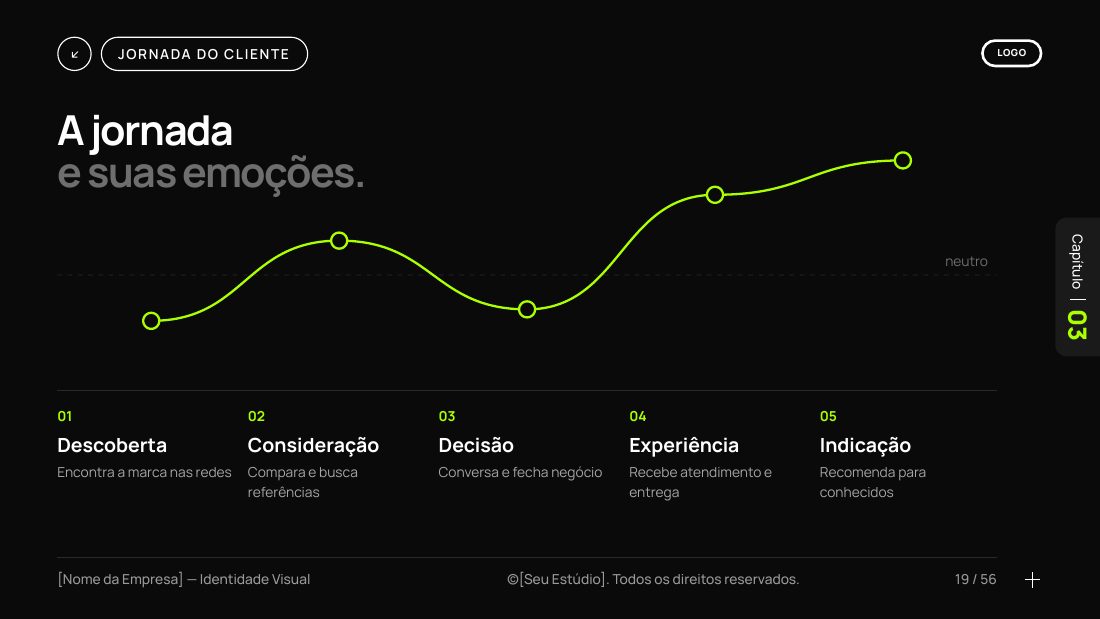 JORNADA DO CLIENTE
LOGO
A jornada
e suas emoções.
neutro
Capítulo | 03
01
Descoberta
Encontra a marca nas redes
02
Consideração
Compara e busca
referências
03
Decisão
Conversa e fecha negócio
04
Experiência
Recebe atendimento e
entrega
05
Indicação
Recomenda para
conhecidos
[Nome da Empresa] — Identidade Visual
©[Seu Estúdio]. Todos os direitos reservados.
19 / 56